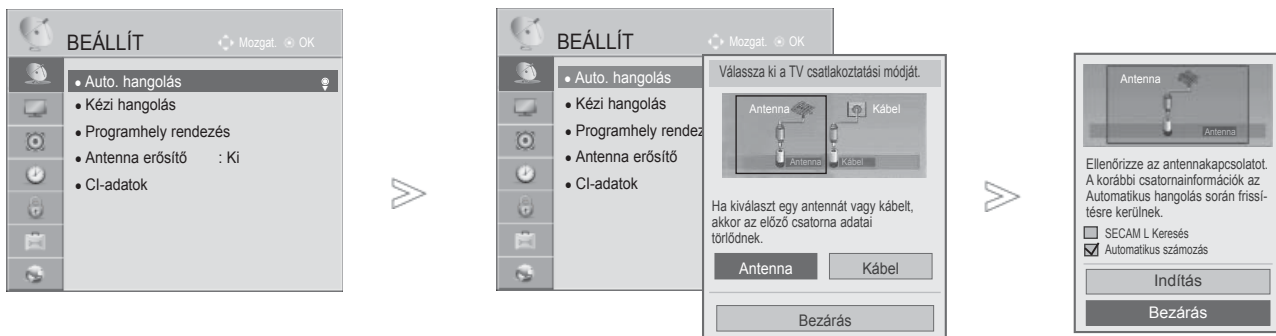 BEÁLLÍT
Mozgat. OK
● Auto. hangolás
● Kézi hangolás
● Programhely rendezés
● Antenna erősítő : Ki
● CI-adatok
BEÁLLÍT
Mozgat. OK
● Auto. hangolás
● Kézi hangolás
● Programhely rendez
● Antenna erősítő
● CI-adatok
Válassza ki a TV csatlakoztatási módját.
Antenna Kábel
Antenna Kábel
Ha kiválaszt egy antennát vagy kábelt,
akkor az előző csatorna adatai
törlődnek.
Antenna Kábel
Bezárás
Antenna
Antenna
Ellenőrizze az antennakapcsolatot.
A korábbi csatornainformációk az
Automatikus hangolás során frissí-
tésre kerülnek.
SECAM L Keresés
Automatikus számozás
Indítás
Bezárás